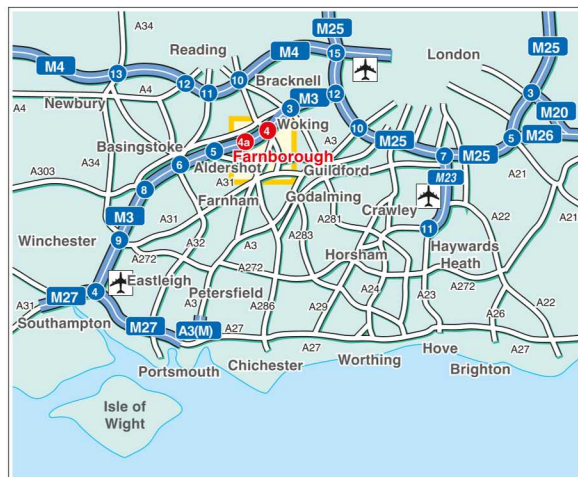 A34
M25
Reading
M4
M25
15
London
M4
13
A4
12
11
10
Bracknell
3
M3
12
3
A4
Newbury
4
Woking
M20
Basingstoke
4a
10
M25
5
M26
A303
A34
6
5
Farnborough
A3
7
M25
Aldershot
A31
Guildford
M23
A21
8
Farnham
Godalming
M3
A31
A281
Crawley
A22
A21
Winchester
9
A32
A3
A283
11
Haywards
Heath
A272
Horsham
A272
M27
4
Eastleigh
Petersfield
A24
A31
A3
A286
A29
A23
A26
A22
Southampton
M27
A3(M)
A27
A27
A26
A27
Portsmouth
Chichester
Worthing
Hove
Brighton
Isle of
Wight